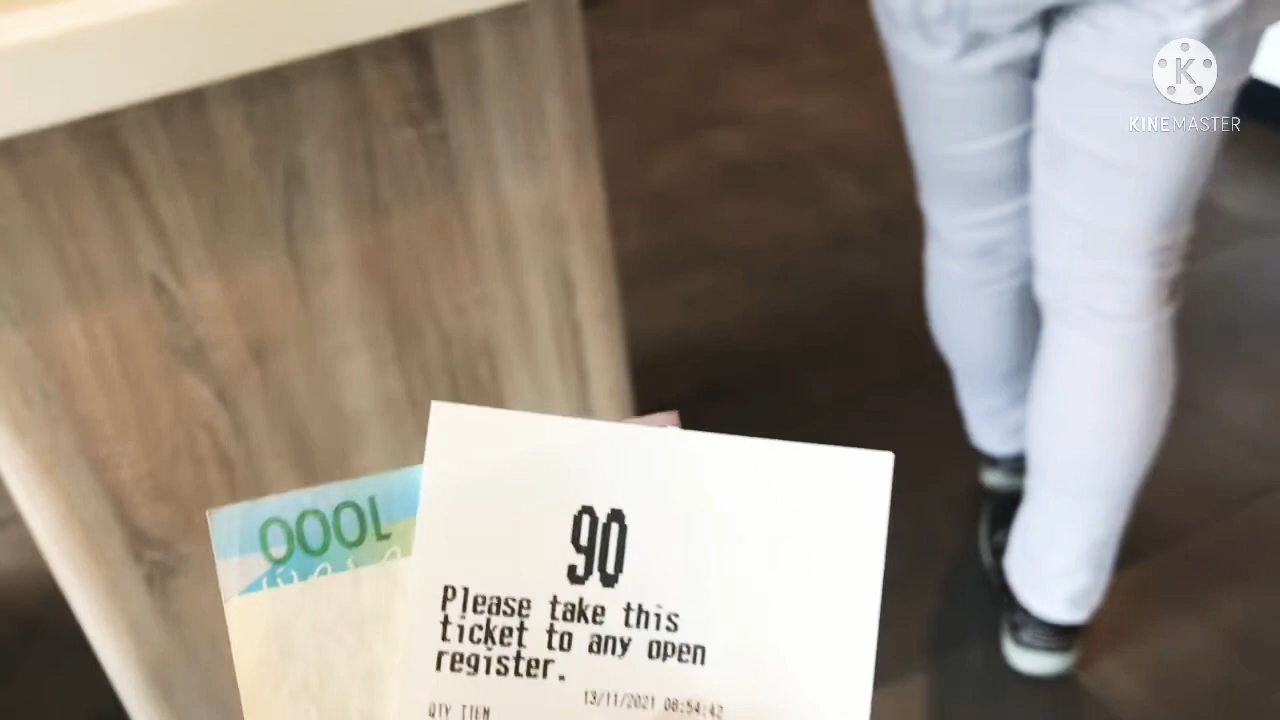 KINEMASTER
1000
90
Please take this
ticket to any open
register.
13/11/2021 08:54:42
QTY ITEM